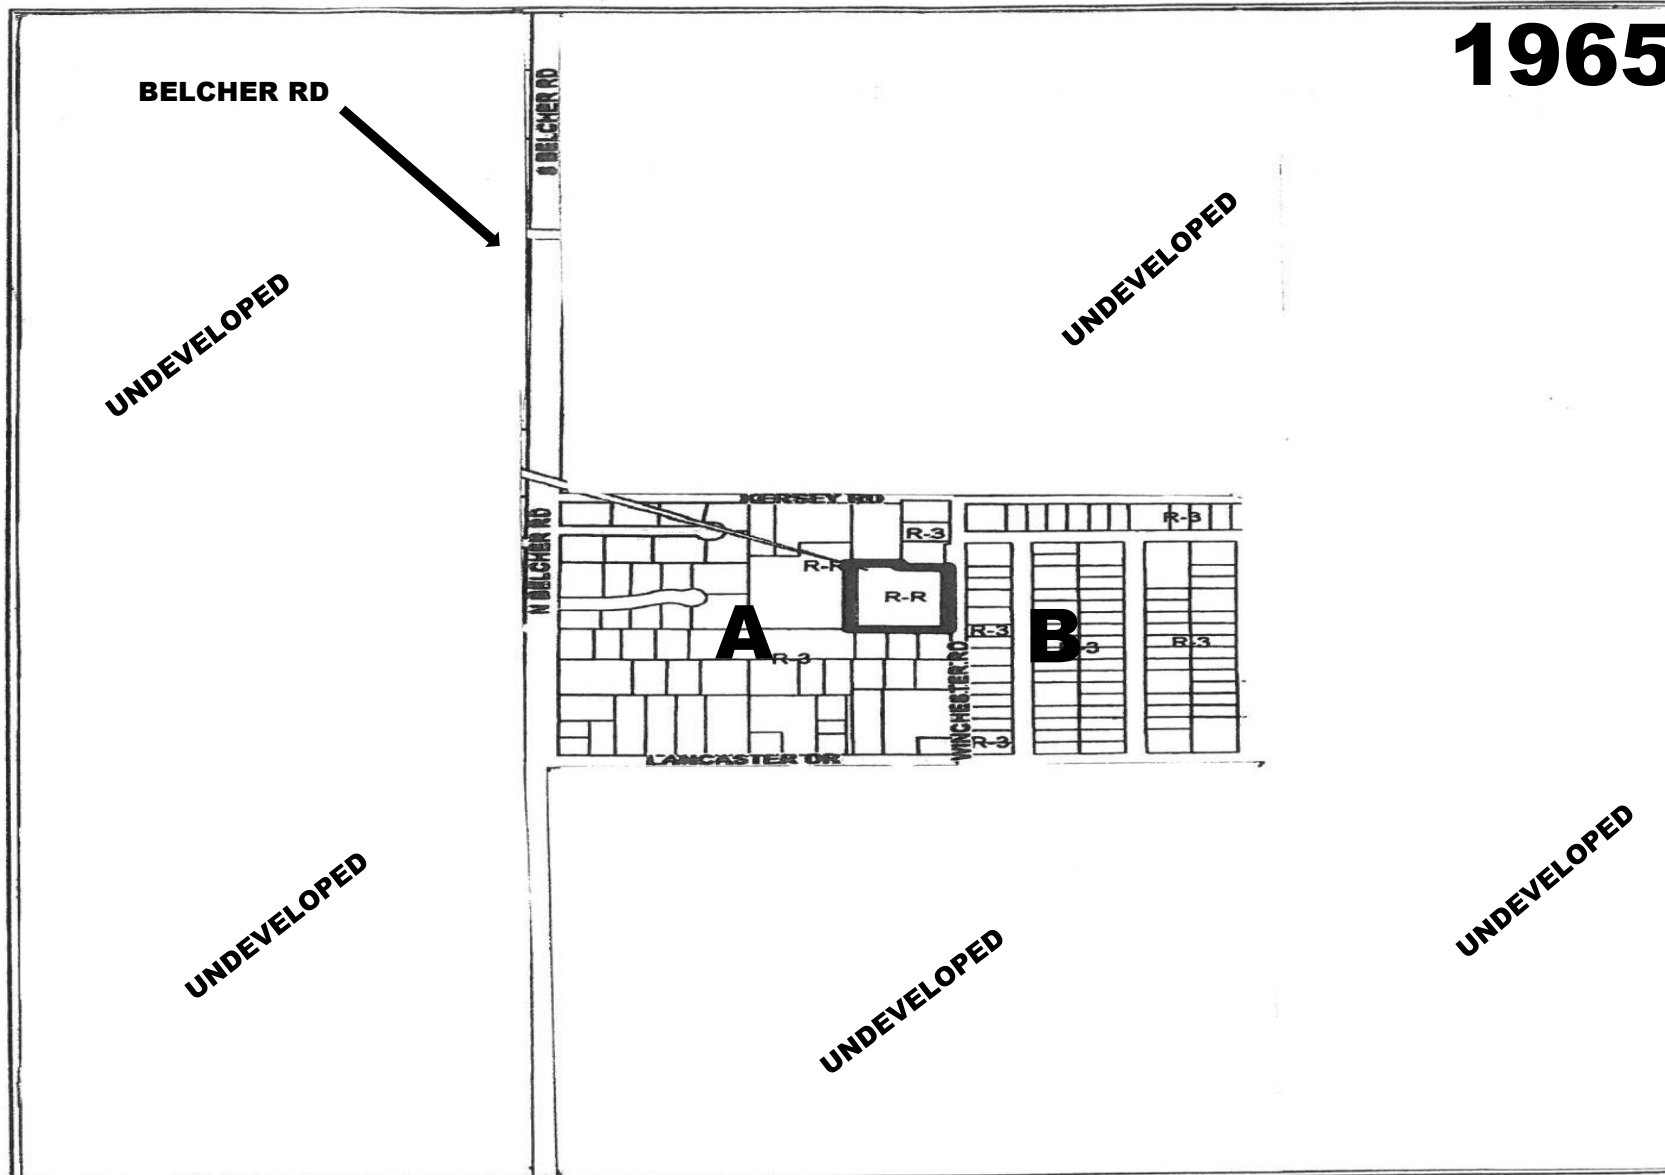 1965
BELCHER RD
S BELCHER RD
UNDEVELOPED
UNDEVELOPED
KERSEY RD
N BELCHER RD
R-3
R-3
R-R
R-R
A
R-3
R-3
B
R-3
WINCHESTER RD
R-3
LANCASTER DR
UNDEVELOPED
UNDEVELOPED
UNDEVELOPED